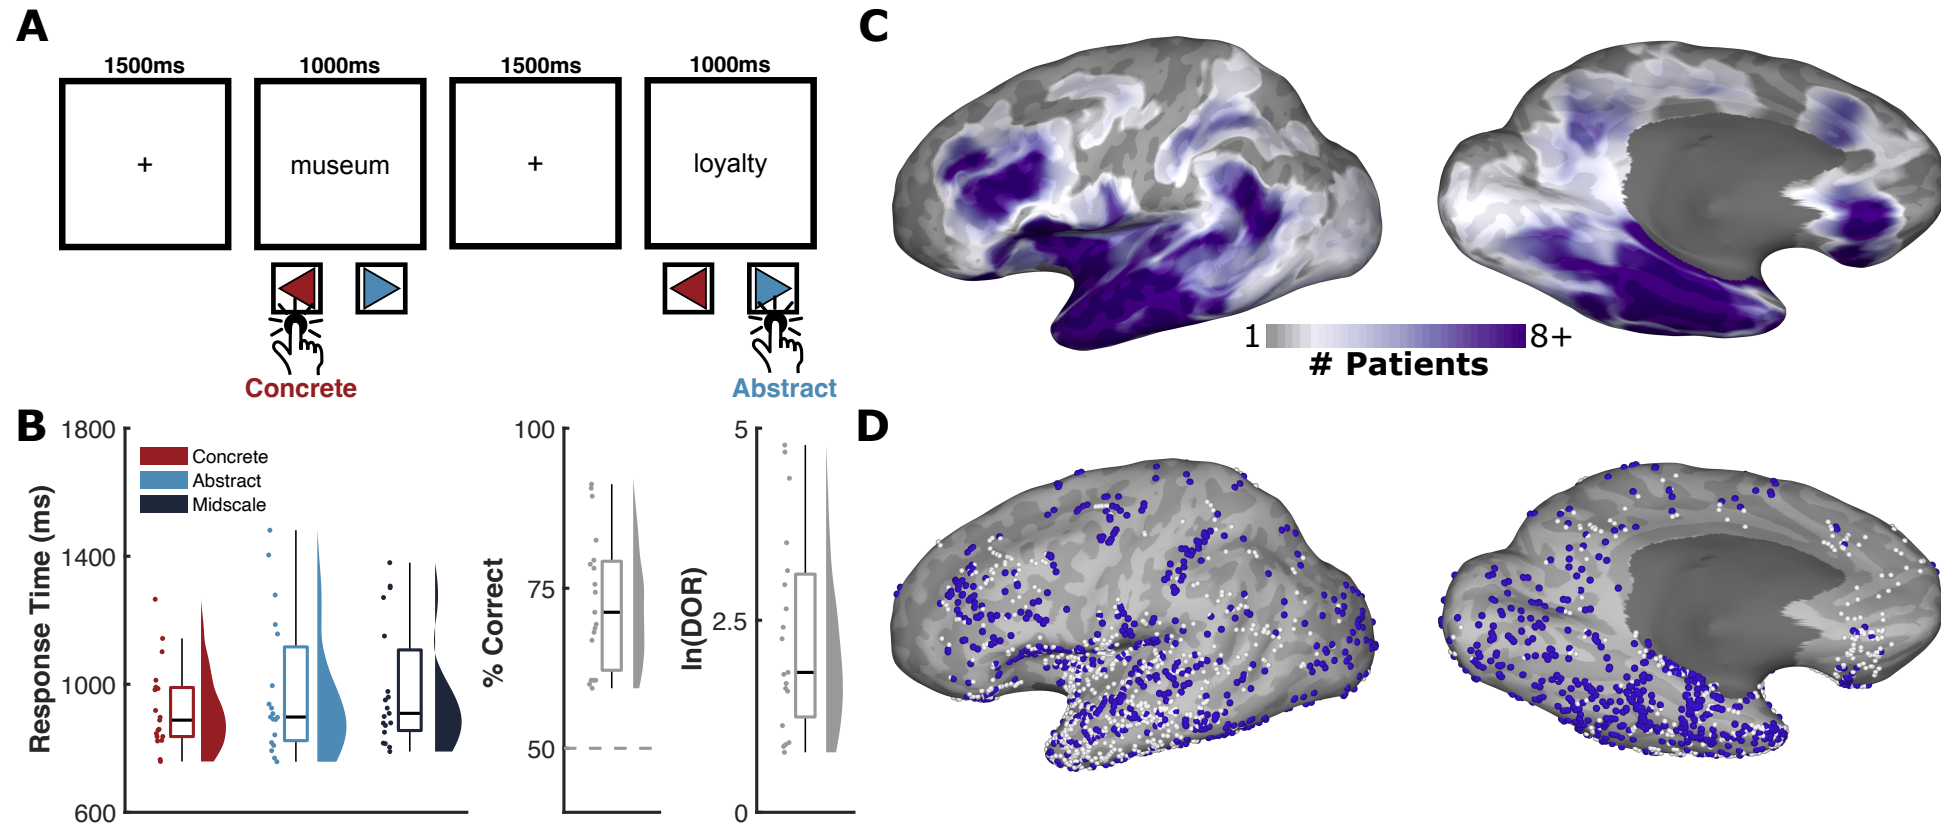 A
1500ms
1000ms
1500ms
1000ms
+
museum
+
loyalty
Concrete
Abstract
B
Response Time (ms)
1800
1400
1000
600
Concrete
Abstract
Midscale
% Correct
100
75
50
ln(DOR)
5
2.5
0
C
1
8+
# Patients
D